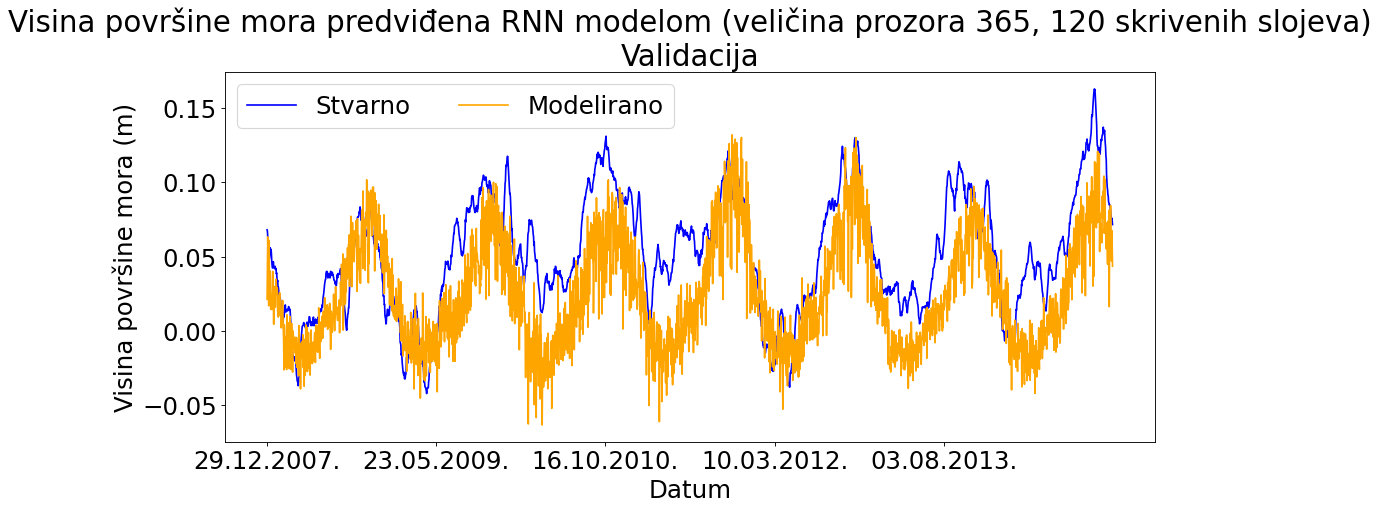 Visina površine mora predviđena RNN modelom (veličina prozora 365, 120 skrivenih slojeva)
Validacija
Stvarno Modelirano
Visina površine mora (m)
0.15
0.10
0.05
0.00
−0.05
29.12.2007. 23.05.2009. 16.10.2010. 10.03.2012. 03.08.2013.
Datum